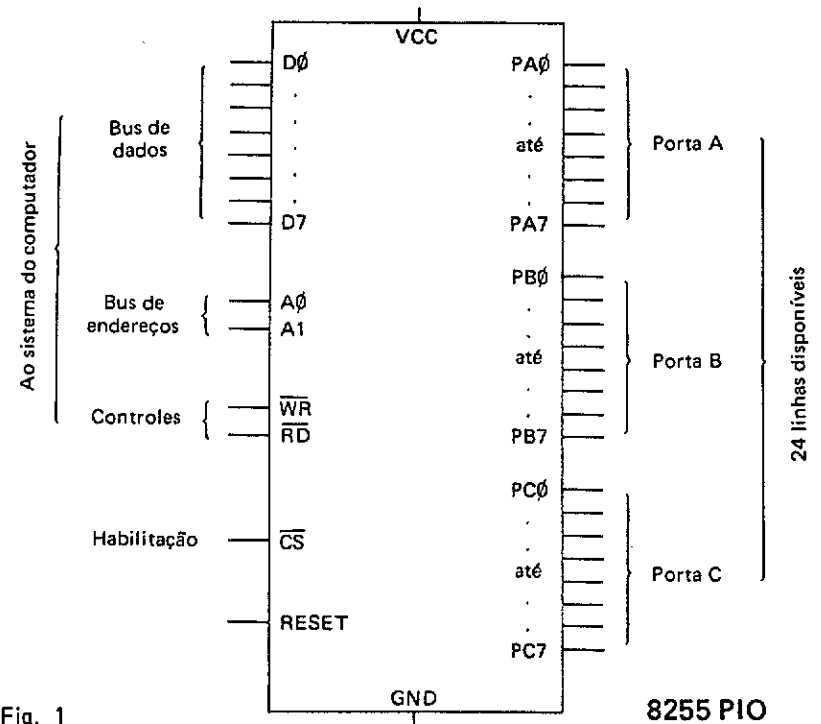 VCC
Ao sistema do computador
Bus de
dados
DØ
D7
Bus de
endereços
AØ
A1
Controles
WR
RD
Habilitação
CS
RESET
PAØ
até
PA7
Porta A
PBØ
até
PB7
Porta B
PCØ
até
PC7
Porta C
24 linhas disponíveis
GND
Fig. 1
8255 PIO